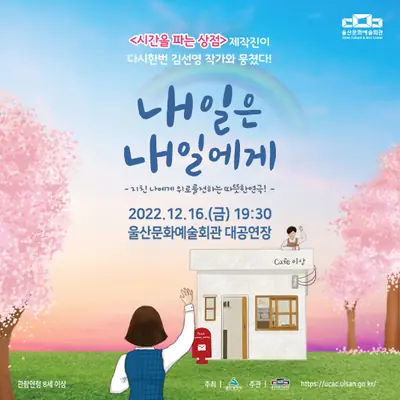 울산문화예술회관
<시간을 파는 상점> 제작진이
다시한번 김선영 작가와 뭉쳤다!
내일은
내일에게
- 지친 나에게 위로를전하는 따뜻한연극! -
2022.12.16.(금) 19:30
울산문화예술회관 대공연장
Cafe 이상
관람연령 8세 이상
주최
주관
https://ucac.ulsan.go.kr/